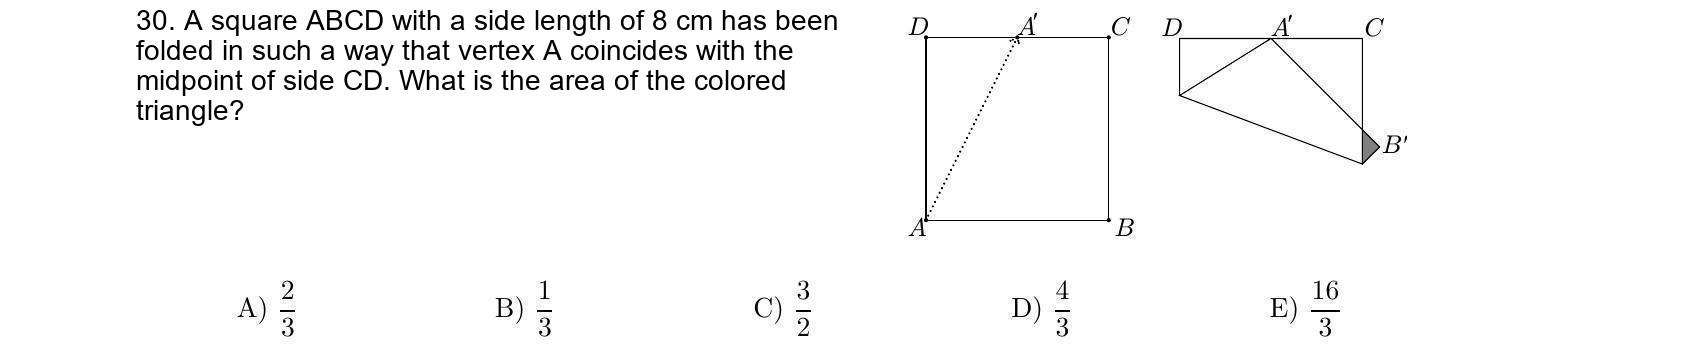 30. A square ABCD with a side length of 8 cm has been
folded in such a way that vertex A coincides with the
midpoint of side CD. What is the area of the colored
triangle?
D A′ C D A′ C
B′
A B
A) 2/3 B) 1/3 C) 3/2 D) 4/3 E) 16/3